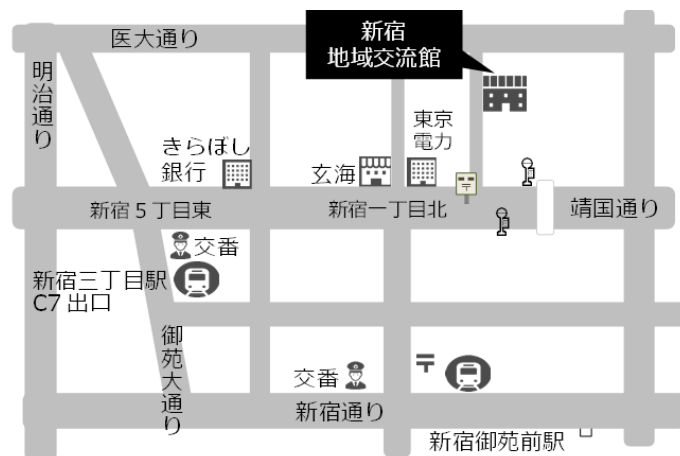 医大通り
新宿
地域交流館
明治通り
東京
電力
きらぼし
銀行
玄海
〒
新宿5丁目東
新宿一丁目北
靖国通り
交番
新宿三丁目駅
C7出口
御苑大通り
交番
〒
新宿通り
新宿御苑前駅